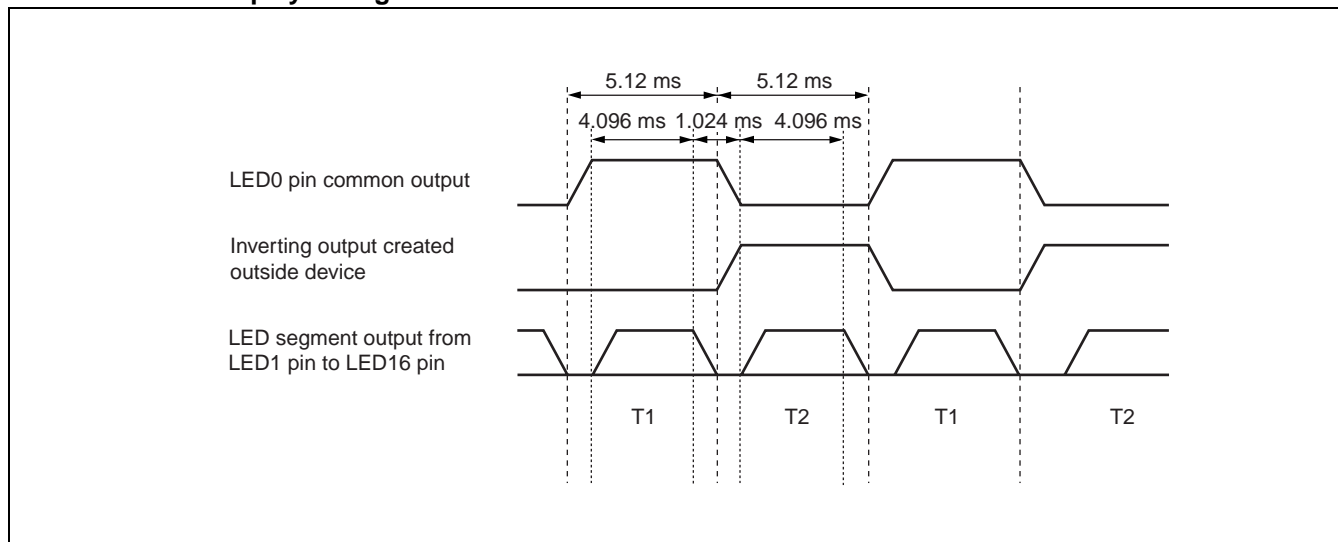 5.12 ms 5.12 ms
4.096 ms 1.024 ms 4.096 ms
LED0 pin common output
Inverting output created
outside device
LED segment output from
LED1 pin to LED16 pin
T1 T2 T1 T2